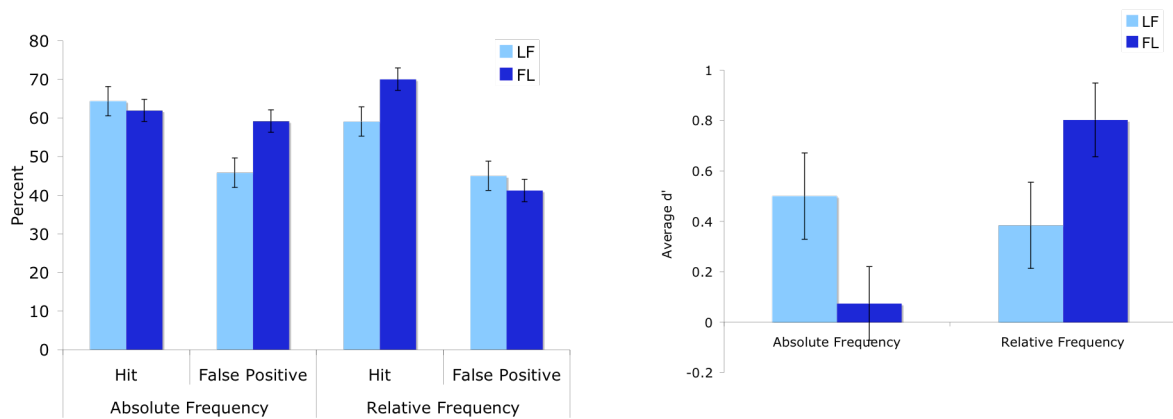 LF
FL
Percent
80
70
60
50
40
30
20
10
0
Hit False Positive Hit False Positive
Absolute Frequency Relative Frequency
LF
FL
Average d'
1
0.8
0.6
0.4
0.2
0
-0.2
Absolute Frequency Relative Frequency